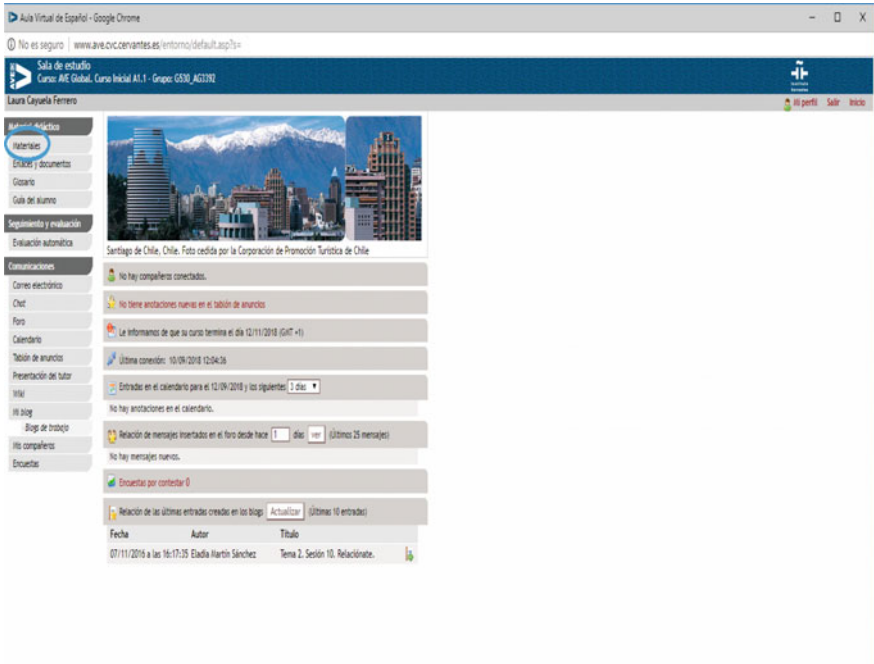 Aula Virtual de Español - Google Chrome
No es seguro | www.ave.cvc.cervantes.es/entorno/default.asp?s=
AVE
Sala de estudio
Curso: AVE Global. Curso Inicial A1.1 - Grupo: G530_AG3392
Laura Cayuela Ferrero
Mi perfil Salir Inicio
Material didáctico
Materiales
Enlaces y documentos
Glosario
Guía del alumno
Seguimiento y evaluación
Evaluación automática
Comunicaciones
Correo electrónico
Chat
Foro
Calendario
Tablón de anuncios
Presentación del tutor
Wiki
Mi blog
Blogs de trabajo
Mis compañeros
Encuestas
Santiago de Chile, Chile. Foto cedida por la Corporación de Promoción Turística de Chile
No hay compañeros conectados.
No tiene anotaciones nuevas en el tablón de anuncios
Le informamos de que su curso termina el día 12/11/2018 (GMT +1)
Última conexión: 10/09/2018 12:04:36
Entradas en el calendario para el 12/09/2018 y los siguientes 3 días
No hay anotaciones en el calendario.
Relación de mensajes insertados en el foro desde hace 1 días ver (Últimos 25 mensajes)
No hay mensajes nuevos.
Encuestas por contestar 0
Relación de las últimas entradas creadas en los blogs Actualizar (Últimas 10 entradas)
Fecha Autor Título
07/11/2016 a las 16:17:35 Eladia Martín Sánchez Tema 2. Sesión 10. Relaciónate.